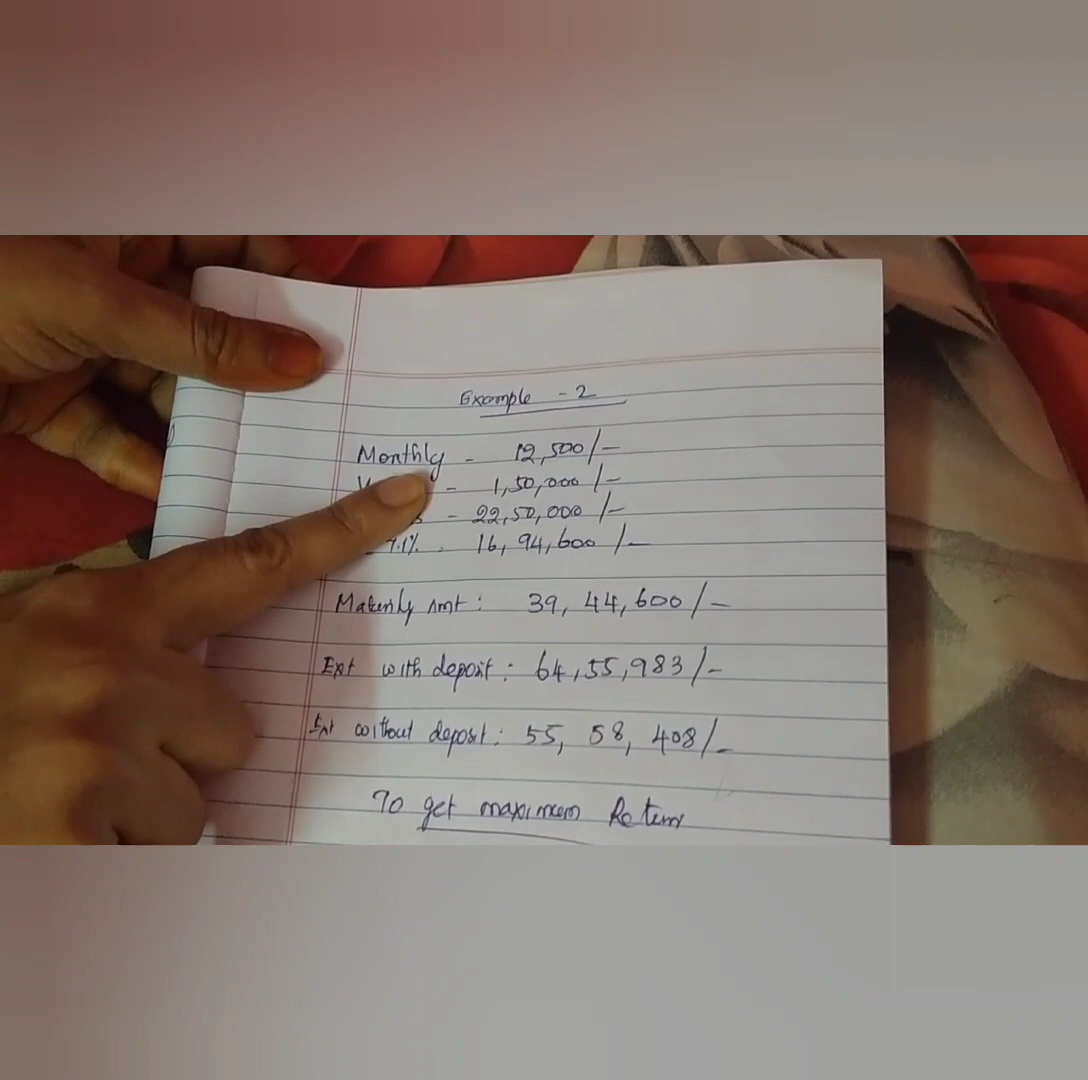 Example - 2
Monthly - 12,500/-
- 1,50,000/-
- 22,50,000/-
7.1% - 16,94,600/-
Maturity Amt : 39,44,600/-
Ext with deposit : 64,55,983/-
Ext without deposit : 55,58,408/-
To get maximum Return